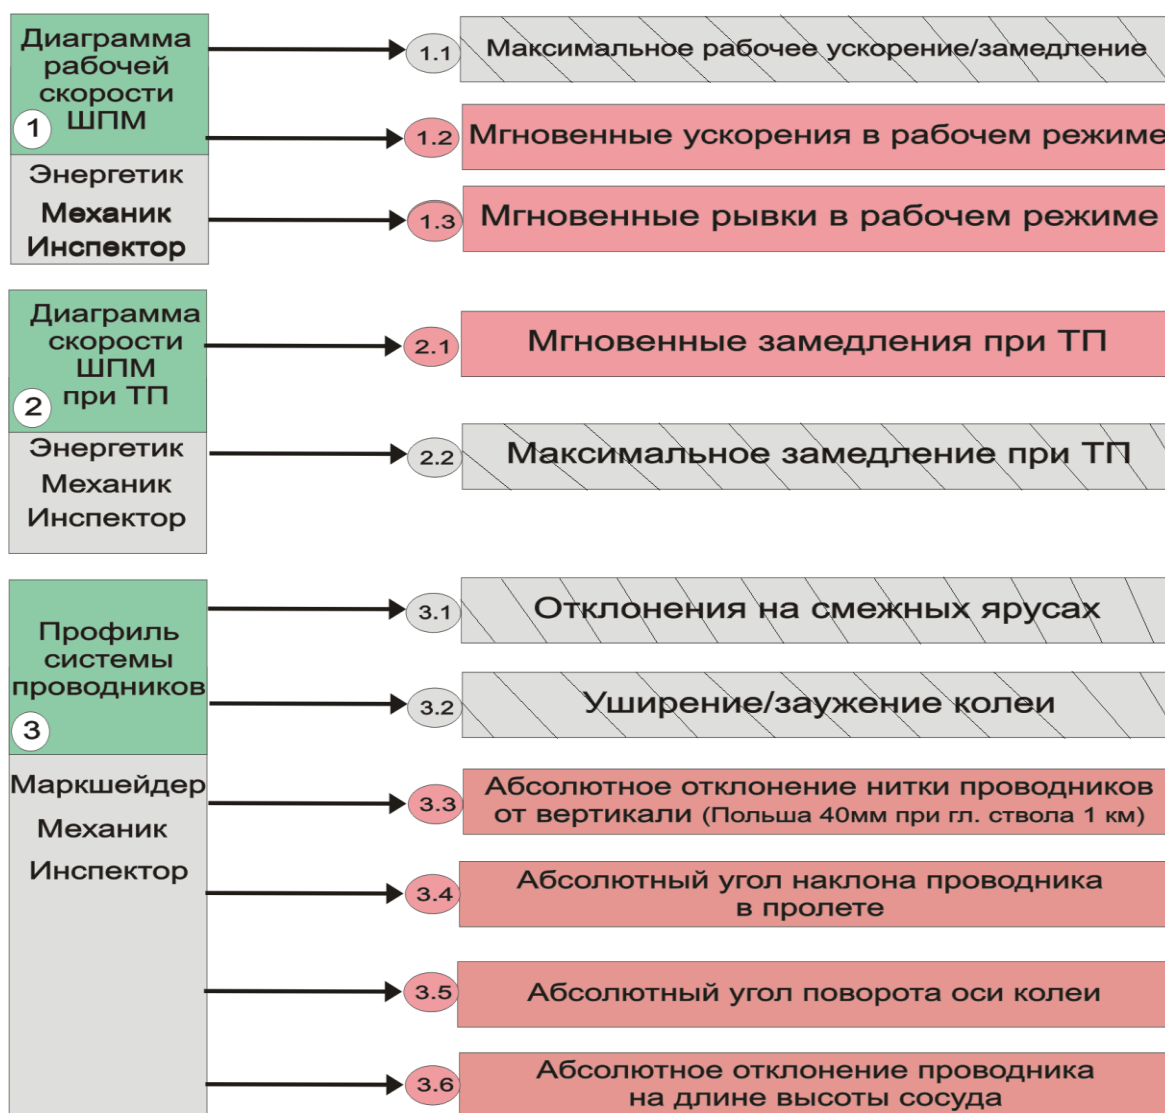 Диаграмма
рабочей
скорости
ШПМ
1
Энергетик
Механик
Инспектор
1.1 Максимальное рабочее ускорение/замедление
1.2 Мгновенные ускорения в рабочем режиме
1.3 Мгновенные рывки в рабочем режиме
Диаграмма
скорости
ШПМ
при ТП
2
Энергетик
Механик
Инспектор
2.1 Мгновенные замедления при ТП
2.2 Максимальное замедление при ТП
Профиль
системы
проводников
3
Маркшейдер
Механик
Инспектор
3.1 Отклонения на смежных ярусах
3.2 Уширение/заужение колеи
3.3 Абсолютное отклонение нитки проводников
от вертикали (Польша 40мм при гл. ствола 1 км)
3.4 Абсолютный угол наклона проводника
в пролете
3.5 Абсолютный угол поворота оси колеи
3.6 Абсолютное отклонение проводника
на длине высоты сосуда